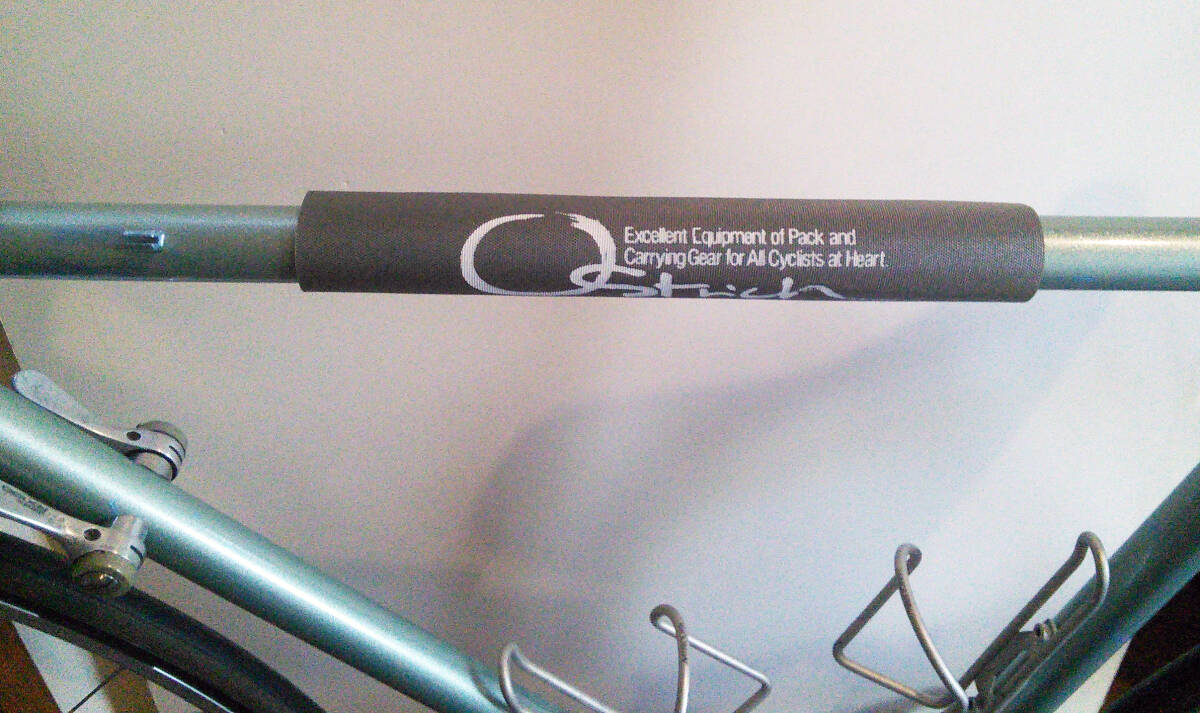 Excellent Equipment of Pack and
Carrying Gear for All Cyclists at Heart.
Ostrich